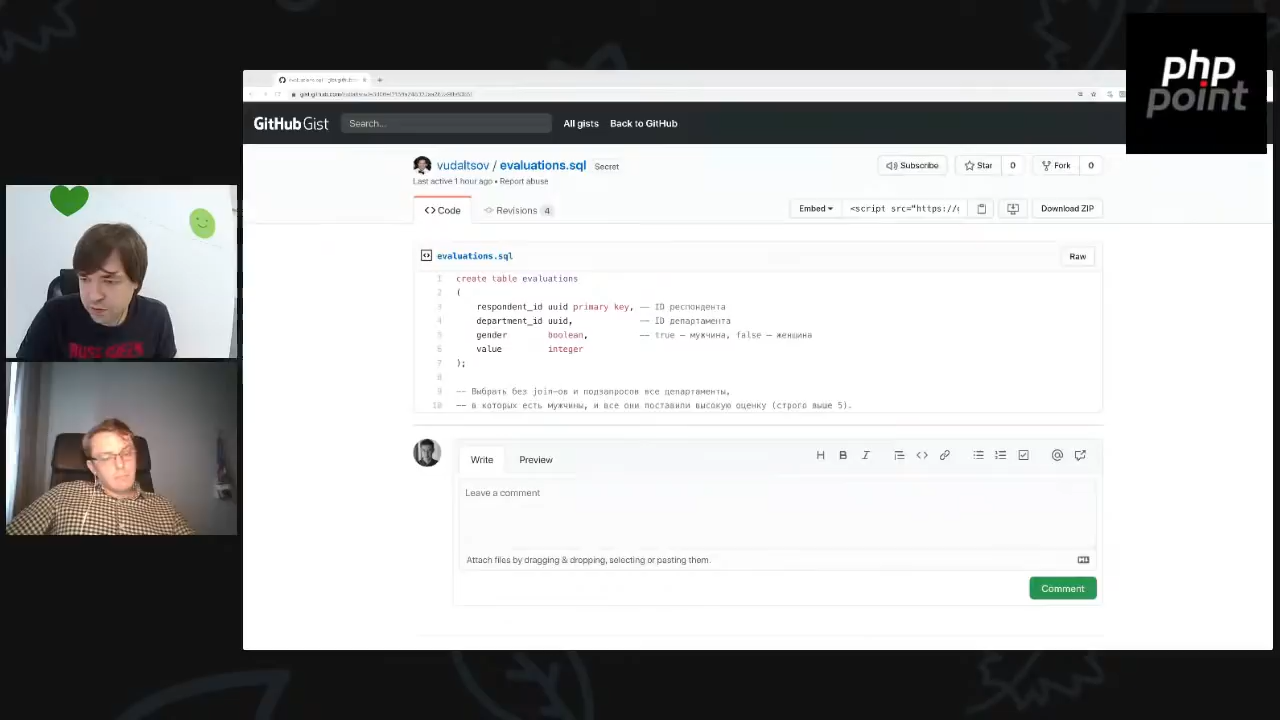 php
point
GitHub Gist
Search...
All gists
Back to GitHub
vudaltsov / evaluations.sql
Secret
Subscribe
Star
0
Fork
0
Last active 1 hour ago • Report abuse
<> Code
Revisions
4
Embed
<script src="https://
Download ZIP
evaluations.sql
Raw
1 create table evaluations
2 (
3 respondent_id uuid primary key, -- ID респондента
4 department_id uuid, -- ID департамента
5 gender boolean, -- true — мужчина, false — женщина
6 value integer
7 );
8
9 -- Выбрать без join-ов и подзапросов все департаменты,
10 -- в которых есть мужчины, и все они поставили высокую оценку (строго выше 5).
Write
Preview
Leave a comment
Attach files by dragging & dropping, selecting or pasting them.
Comment